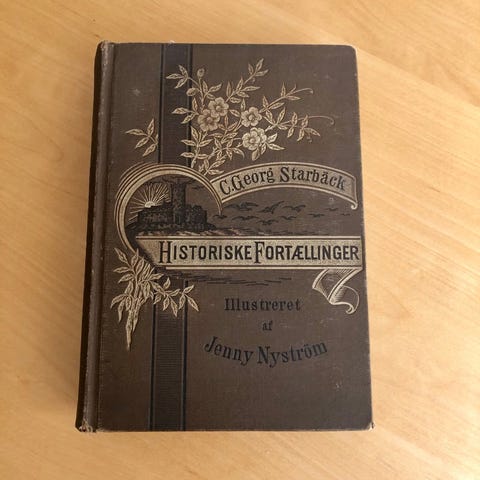 C. Georg Starbäck
HISTORISKE FORTÆLLINGER
Illustreret
af
Jenny Nyström